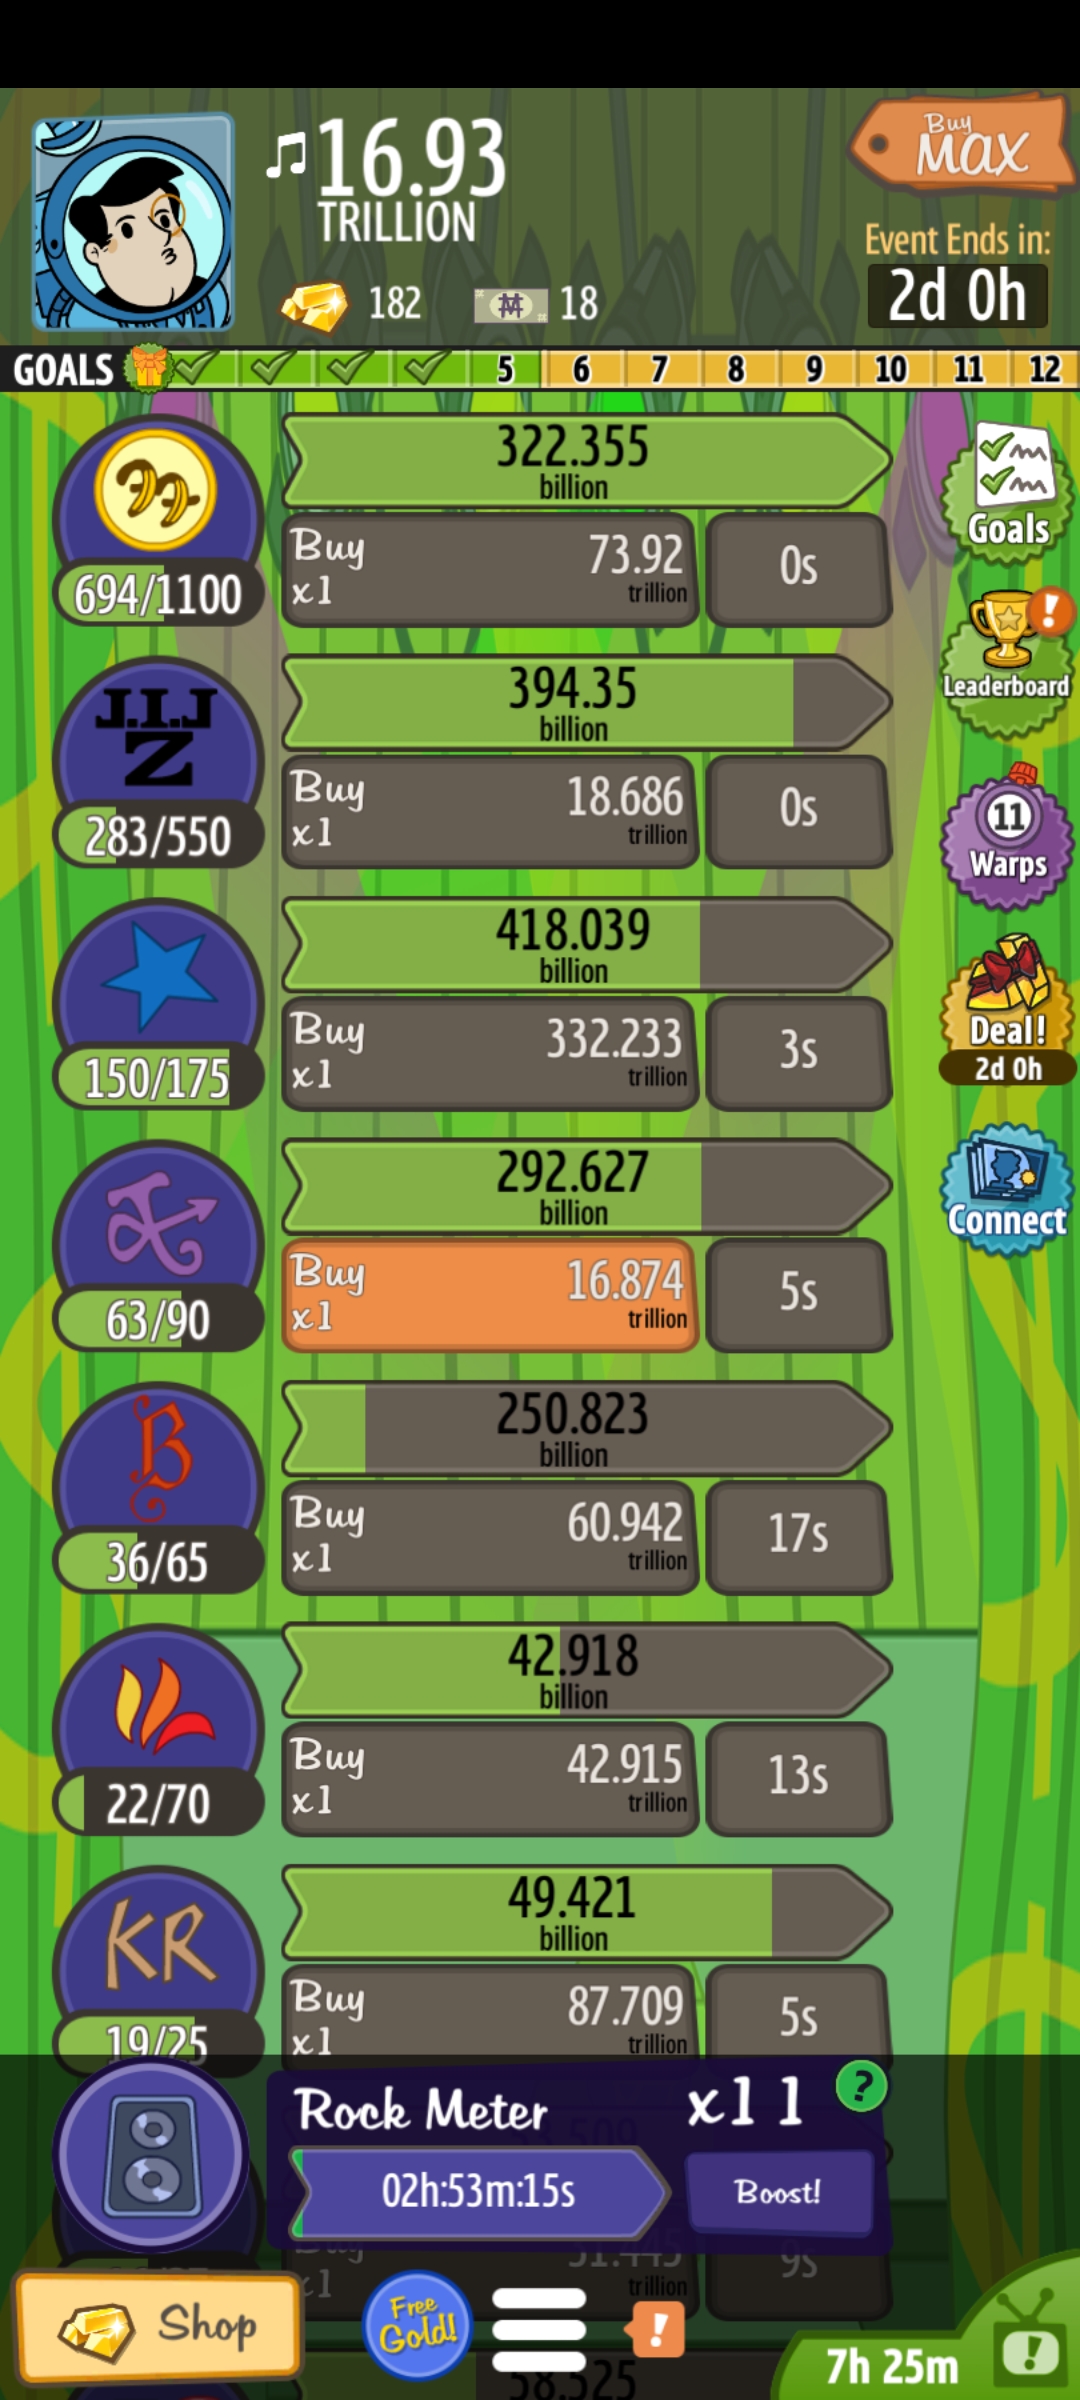 16.93
TRILLION
182
18
Buy
Max
Event Ends in:
2d 0h
GOALS
5 6 7 8 9 10 11 12
322.355
billion
Buy
x1
73.92
trillion
0s
694/1100
Goals
J.I.J
Z
394.35
billion
Buy
x1
18.686
trillion
0s
283/550
Leaderboard
418.039
billion
Buy
x1
332.233
trillion
3s
150/175
11
Warps
Deal!
2d 0h
292.627
billion
Buy
x1
16.874
trillion
5s
63/90
Connect
B
250.823
billion
Buy
x1
60.942
trillion
17s
36/65
42.918
billion
Buy
x1
42.915
trillion
13s
22/70
KR
49.421
billion
Buy
x1
87.709
trillion
5s
19/25
Rock Meter
x11
?
02h:53m:15s
Boost!
Buy
x1
trillion
9s
Shop
Free
Gold!
!
7h 25m
!